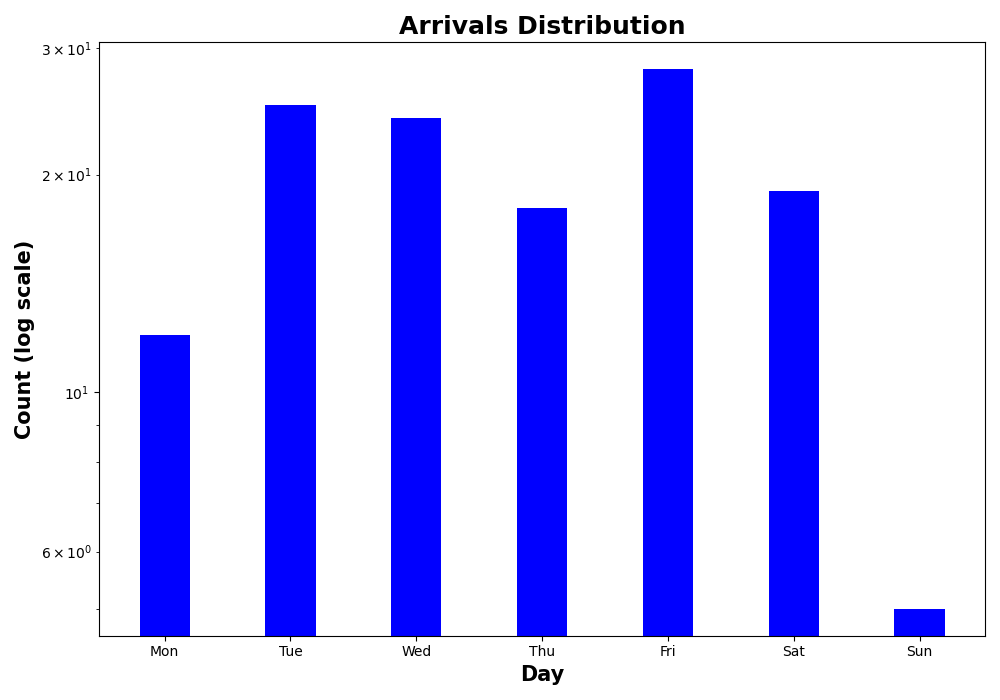 Arrivals Distribution
3 × 10¹
2 × 10¹
10¹
6 × 10⁰
Count (log scale)
Mon Tue Wed Thu Fri Sat Sun
Day